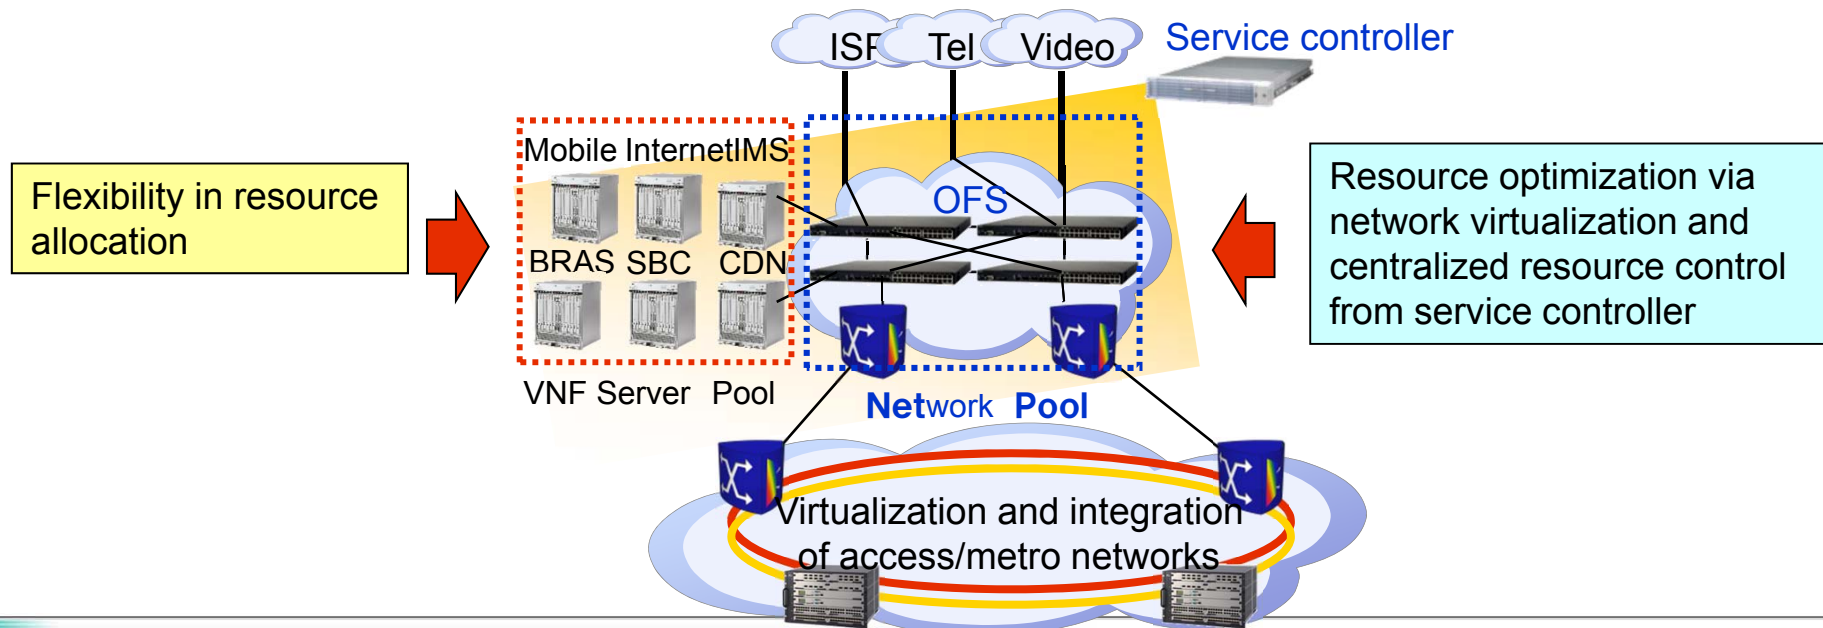 ISP Tel Video
Service controller
Mobile InternetIMS
Flexibility in resource
allocation
OFS
BRAS SBC CDN
Resource optimization via
network virtualization and
centralized resource control
from service controller
VNF Server Pool
Network Pool
Virtualization and integration
of access/metro networks